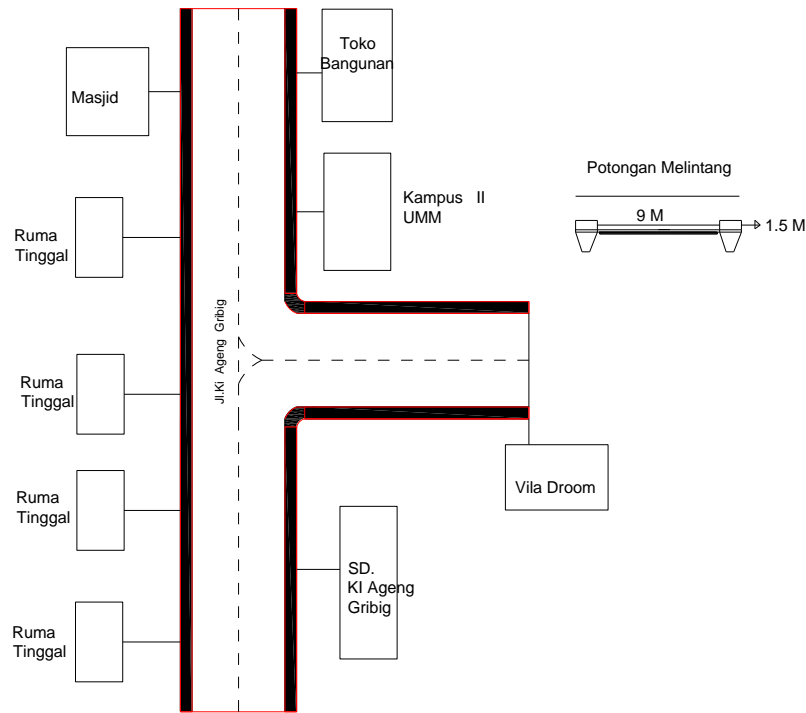 Toko
Bangunan
Masjid
Potongan Melintang
9 M
1.5 M
Kampus II
UMM
Ruma
Tinggal
Jl.Ki Ageng Gribig
Ruma
Tinggal
Vila Droom
Ruma
Tinggal
SD.
KI Ageng
Gribig
Ruma
Tinggal